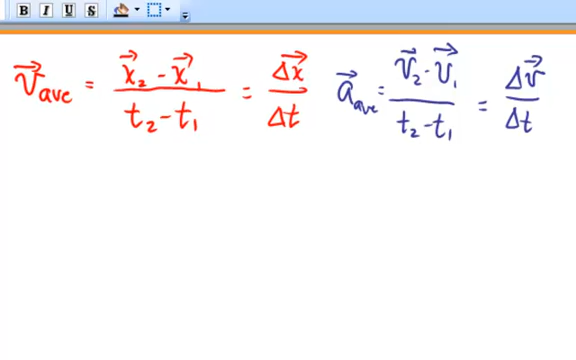 B I U S
v⃗ave = (x⃗2 - x⃗1)/(t2 - t1) = Δx⃗/Δt
a⃗ave = (v⃗2 - v⃗1)/(t2 - t1) = Δv⃗/Δt